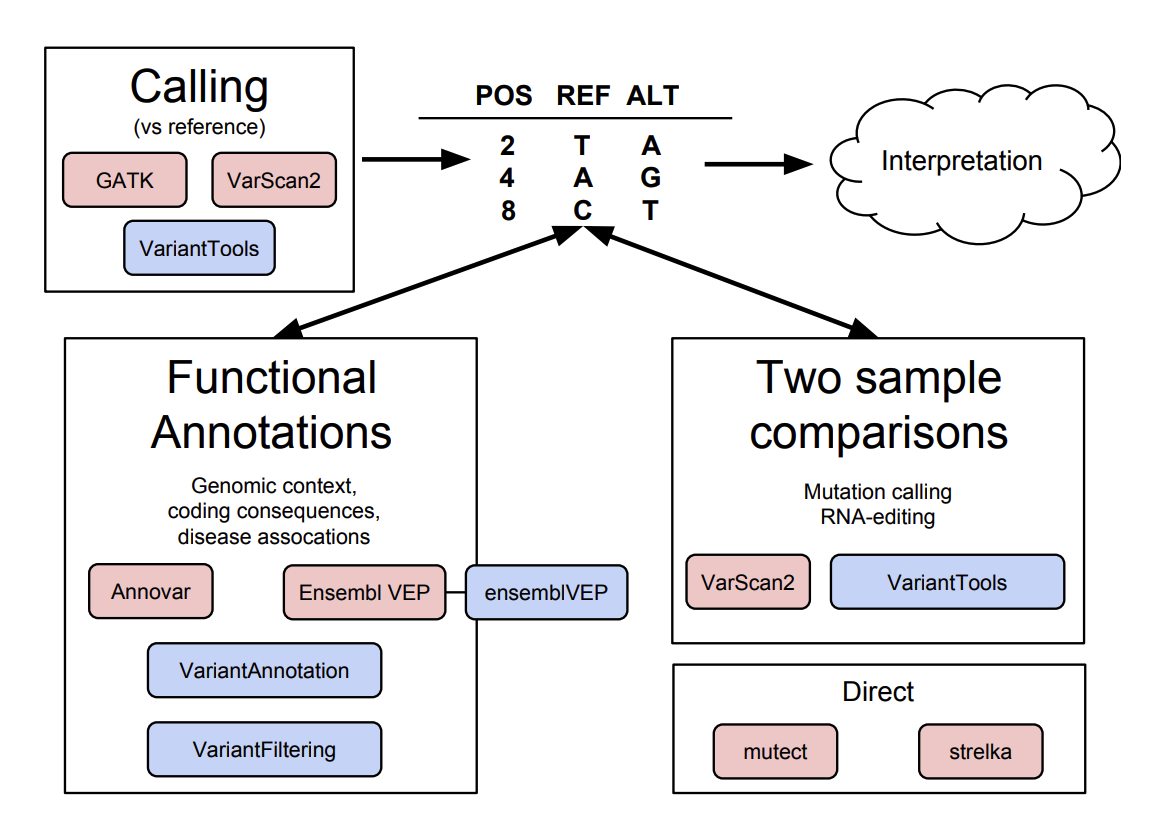 Calling
(vs reference)
GATK VarScan2
VariantTools
POS REF ALT
2 T A
4 A G
8 C T
Interpretation
Functional
Annotations
Genomic context,
coding consequences,
disease assocations
Annovar Ensembl VEP ensemblVEP
VariantAnnotation
VariantFiltering
Two sample
comparisons
Mutation calling
RNA-editing
VarScan2 VariantTools
Direct
mutect strelka